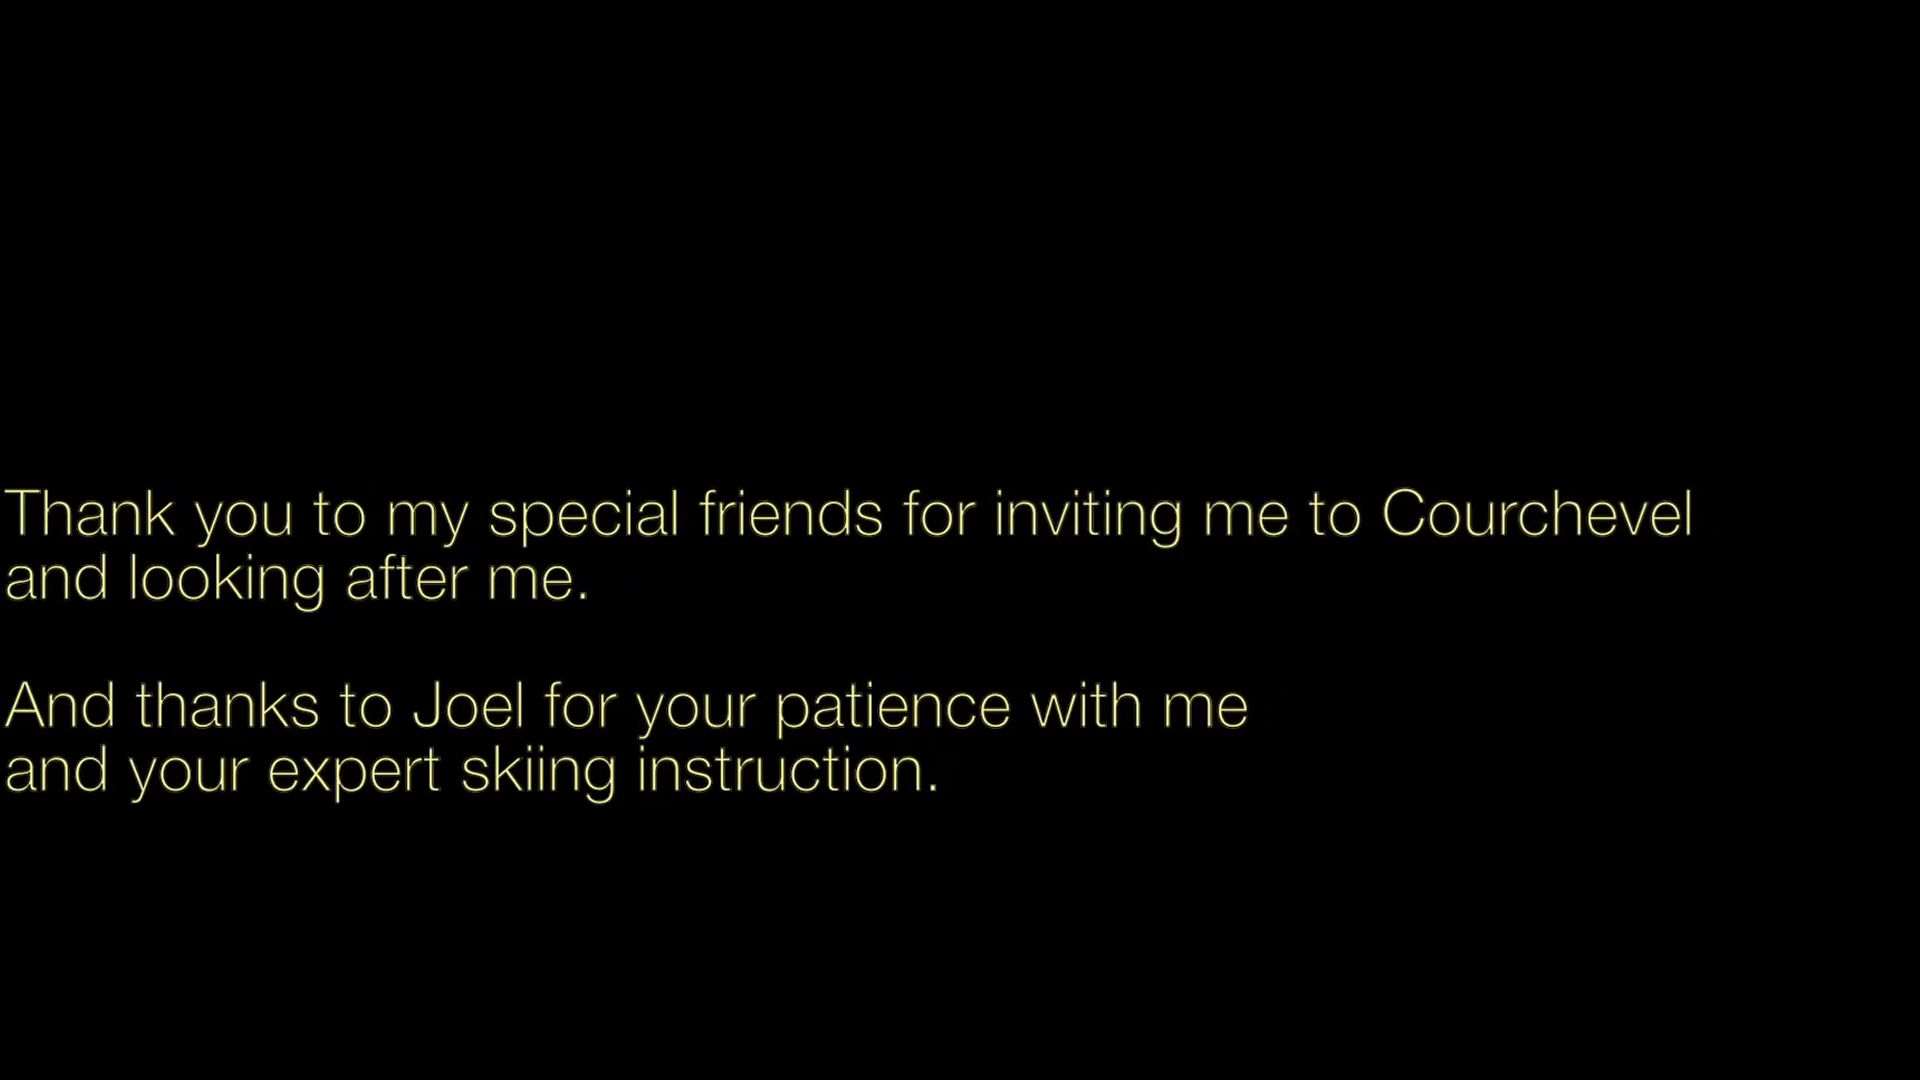 Thank you to my special friends for inviting me to Courchevel
and looking after me.
And thanks to Joel for your patience with me
and your expert skiing instruction.